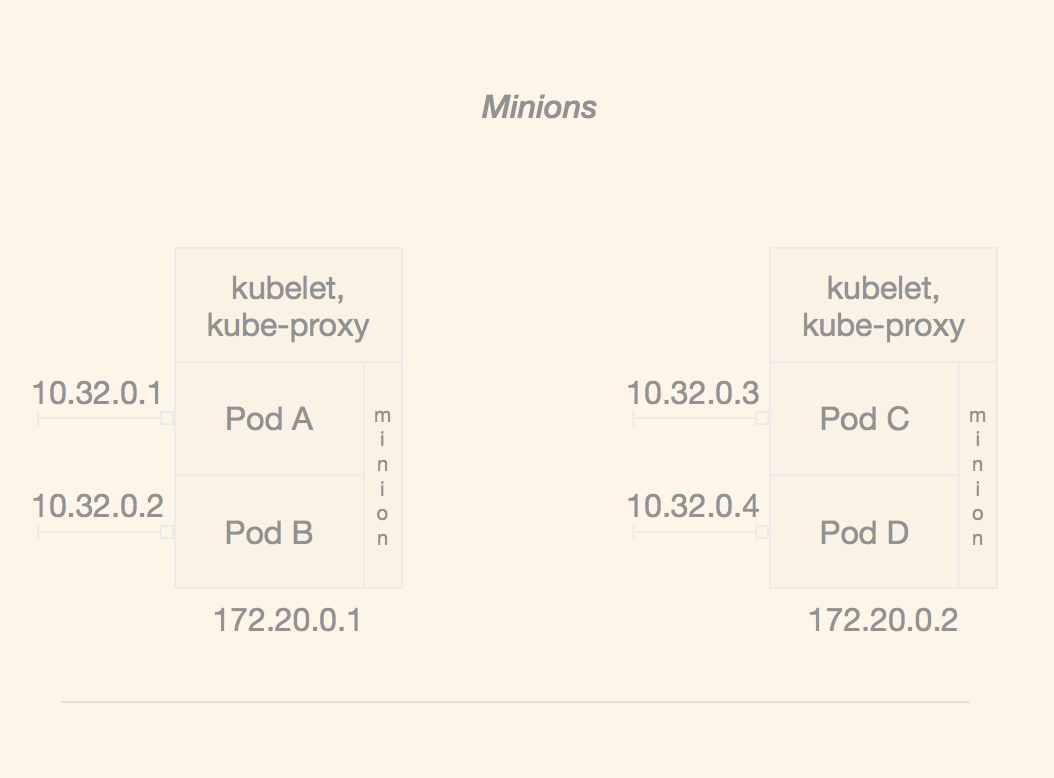 Minions
kubelet,
kube-proxy
10.32.0.1
Pod A
10.32.0.2
Pod B
minion
172.20.0.1
kubelet,
kube-proxy
10.32.0.3
Pod C
10.32.0.4
Pod D
minion
172.20.0.2